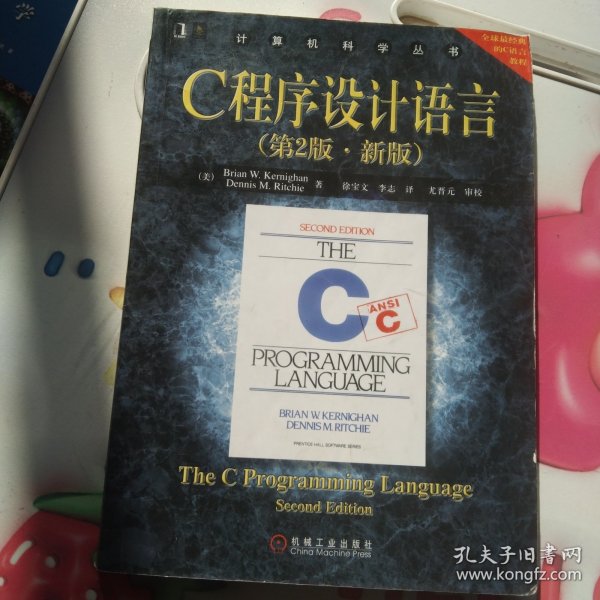 计算机科学丛书
全球最经典
的C语言
教程
C程序设计语言
(第2版·新版)
(美) Brian W. Kernighan
Dennis M. Ritchie 著 徐宝文 李志 译 尤晋元 审校
SECOND EDITION
THE
C
ANSI
C
PROGRAMMING
LANGUAGE
BRIAN W. KERNIGHAN
DENNIS M. RITCHIE
PRENTICE HALL SOFTWARE SERIES
The C Programming Language
Second Edition
机械工业出版社
China Machine Press
孔夫子旧书网
www.kongfz.com